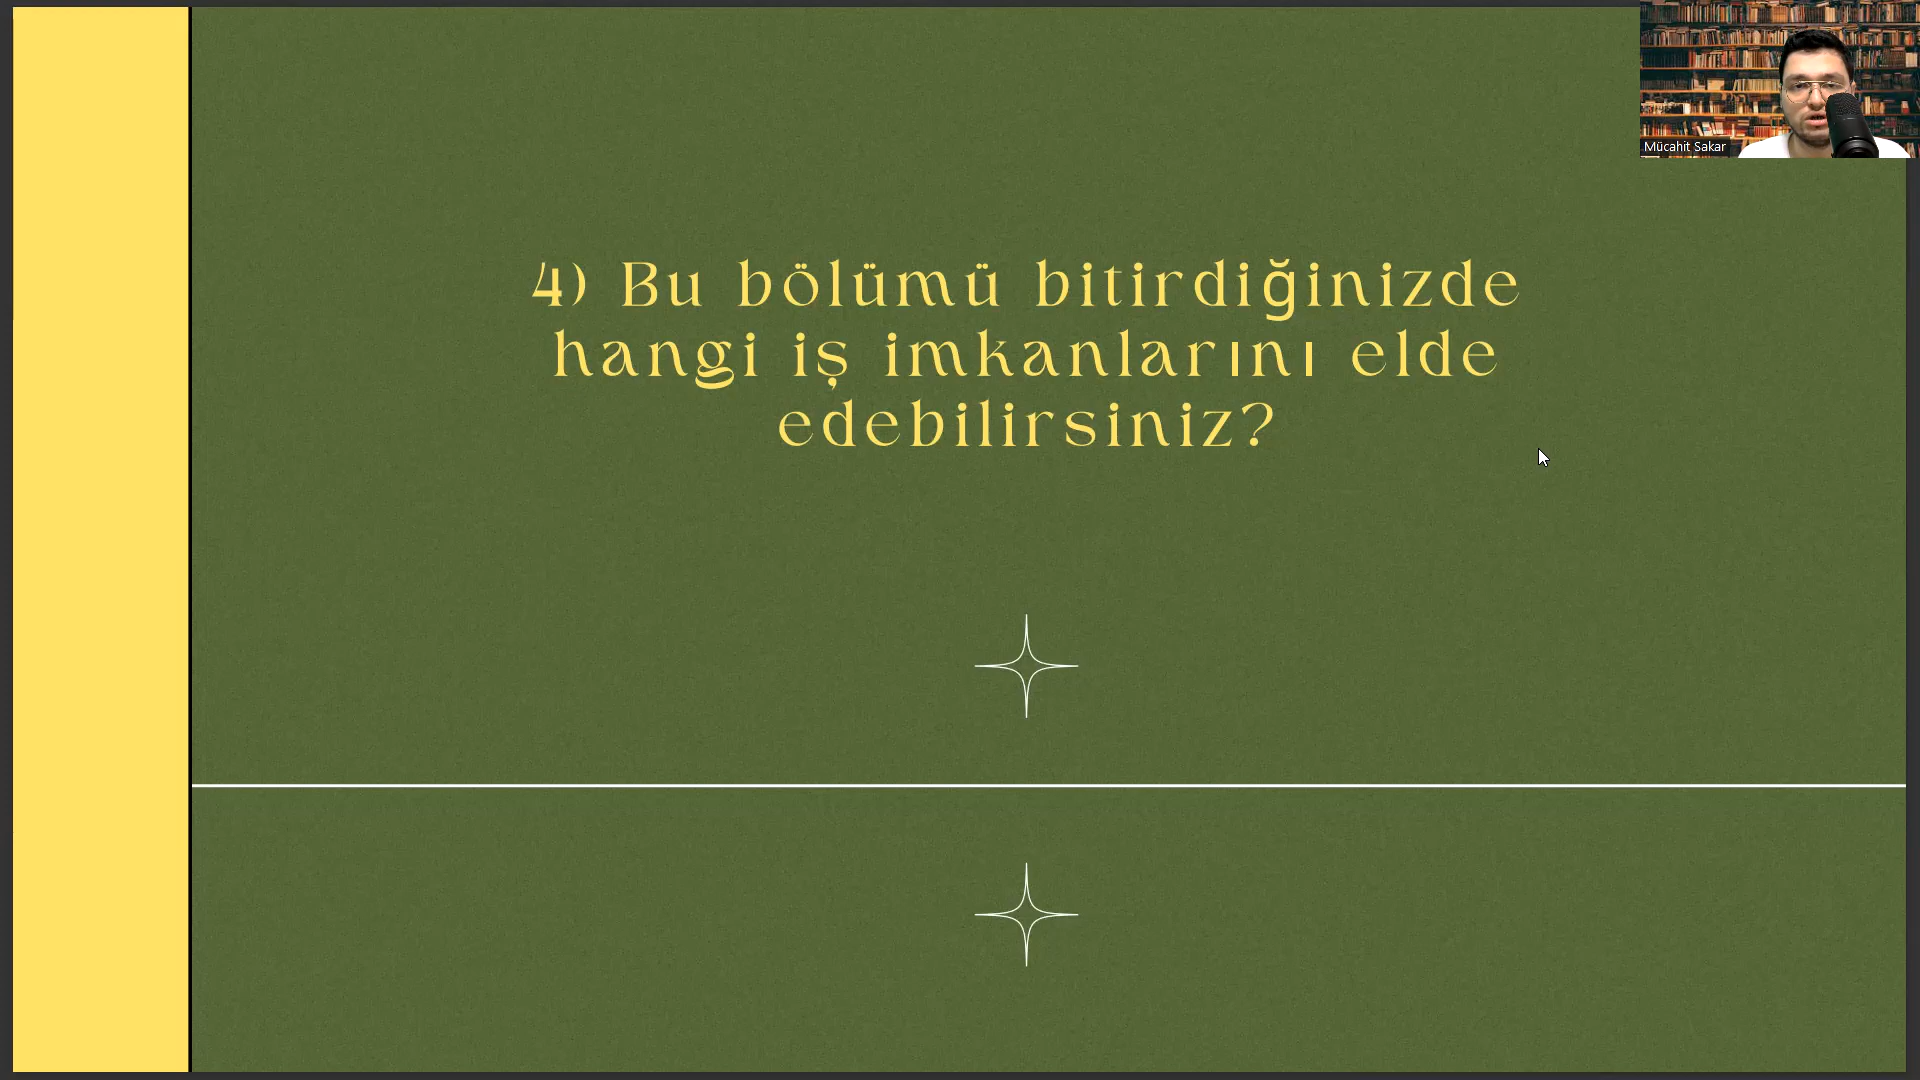 Mücahit Sakar
4) Bu bölümü bitirdiğinizde
hangi iş imkanlarını elde
edebilirsiniz?